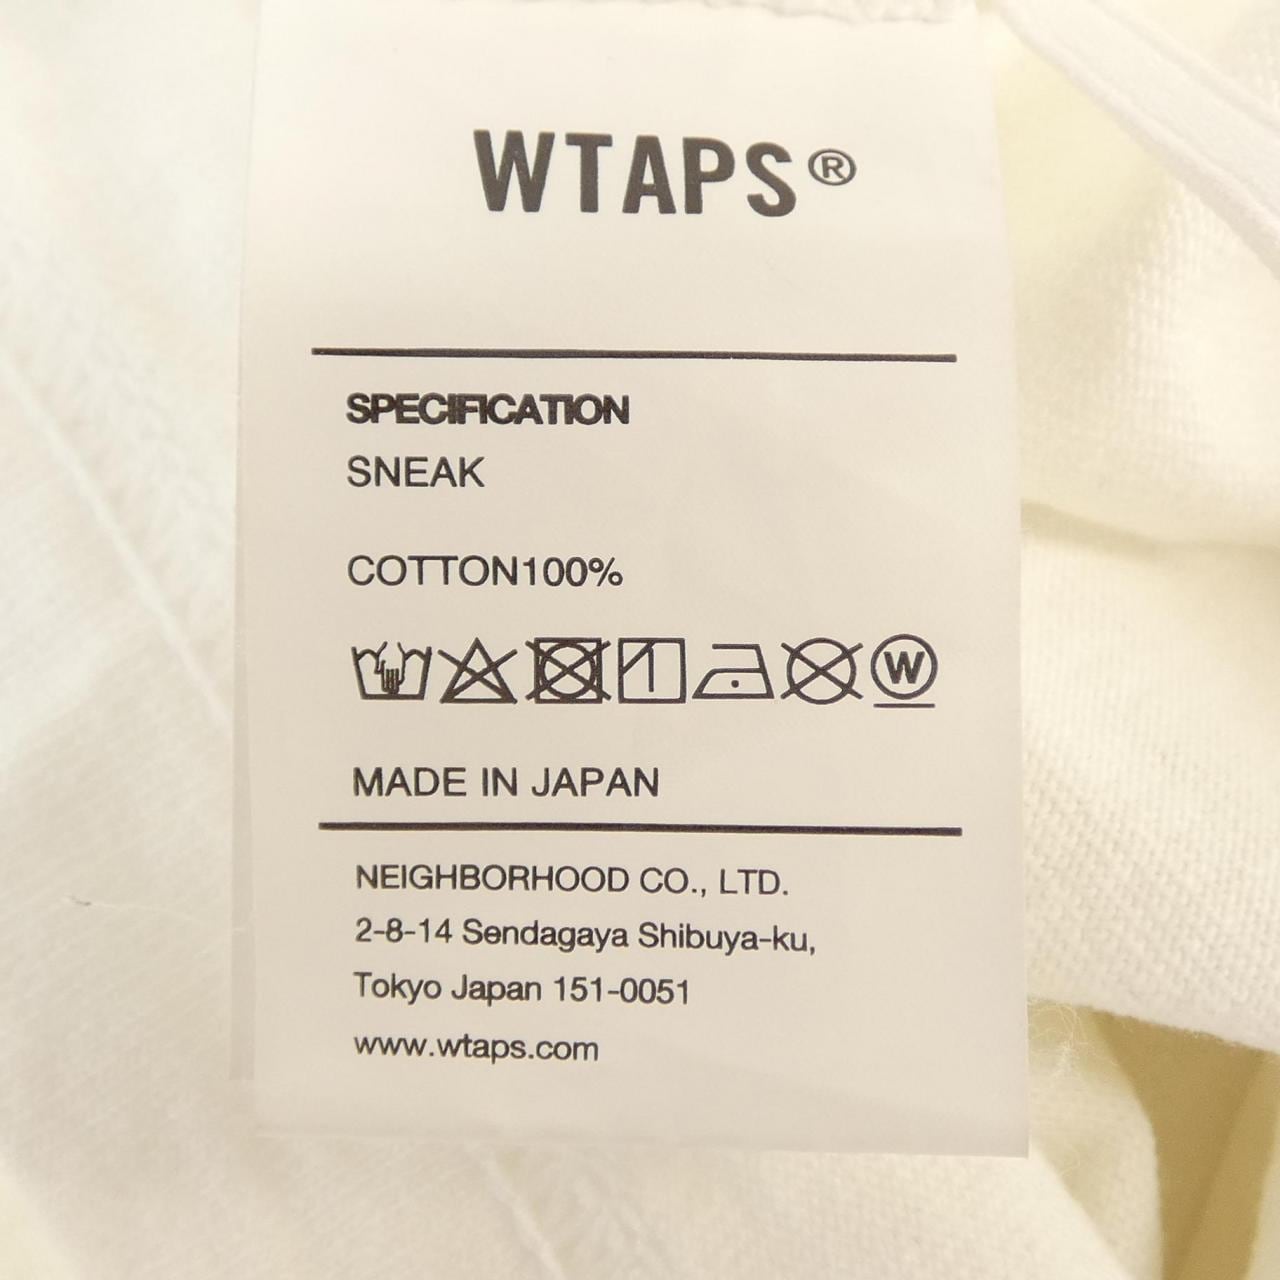 WTAPS®
SPECIFICATION
SNEAK
COTTON100%
W
MADE IN JAPAN
NEIGHBORHOOD CO., LTD.
2-8-14 Sendagaya Shibuya-ku,
Tokyo Japan 151-0051
www.wtaps.com